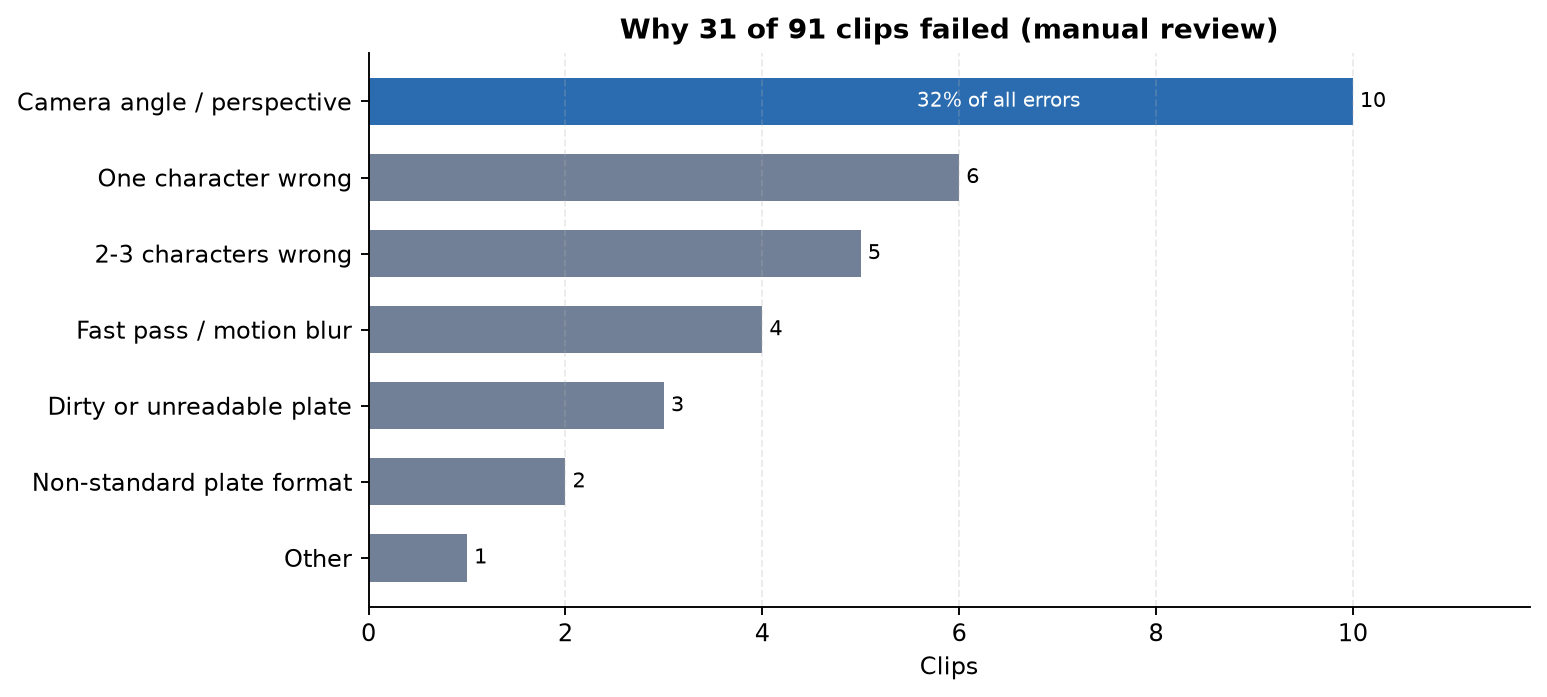 Why 31 of 91 clips failed (manual review)
Camera angle / perspective
32% of all errors
10
One character wrong
6
2-3 characters wrong
5
Fast pass / motion blur
4
Dirty or unreadable plate
3
Non-standard plate format
2
Other
1
0 2 4 6 8 10
Clips